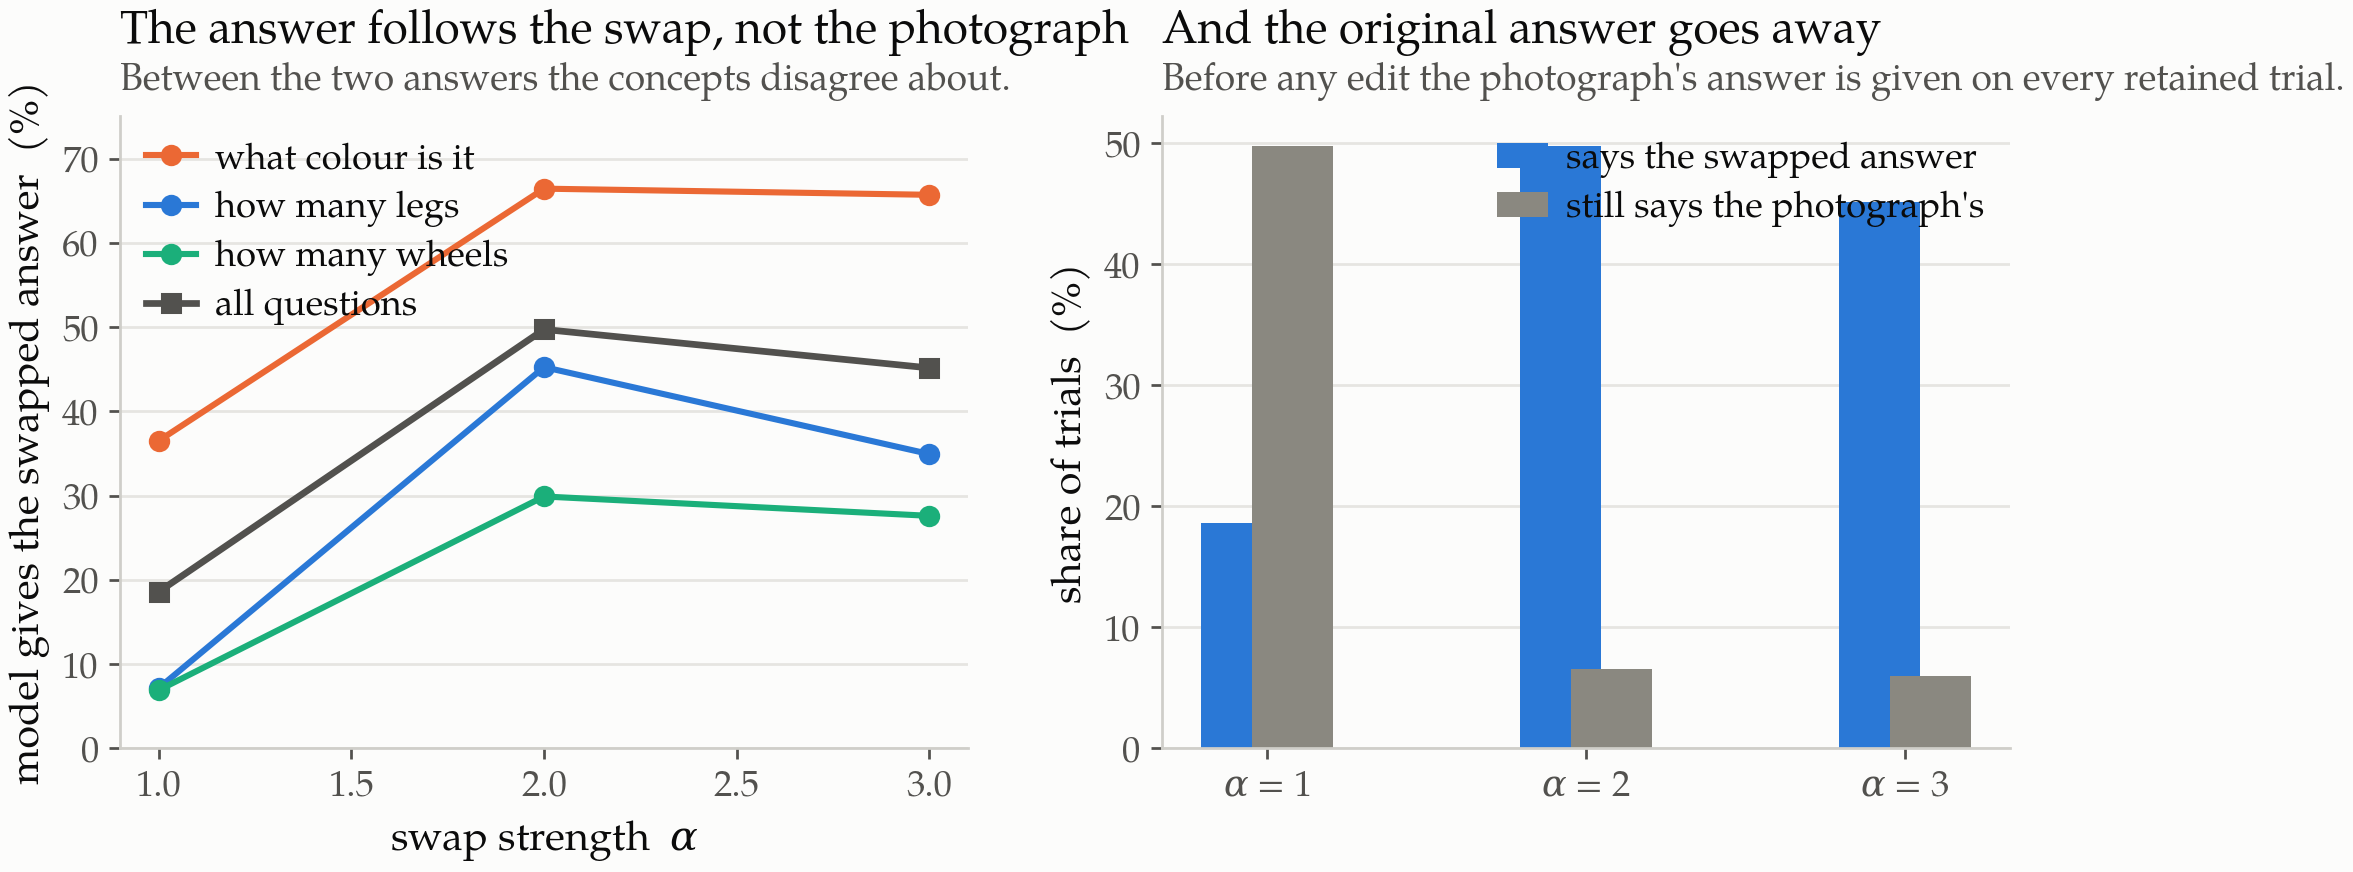 The answer follows the swap, not the photograph
Between the two answers the concepts disagree about.
model gives the swapped answer (%)
70
60
50
40
30
20
10
0
what colour is it
how many legs
how many wheels
all questions
1.0
1.5
2.0
2.5
3.0
swap strength α
And the original answer goes away
Before any edit the photograph's answer is given on every retained trial.
share of trials (%)
50
40
30
20
10
0
says the swapped answer
still says the photograph's
α = 1
α = 2
α = 3